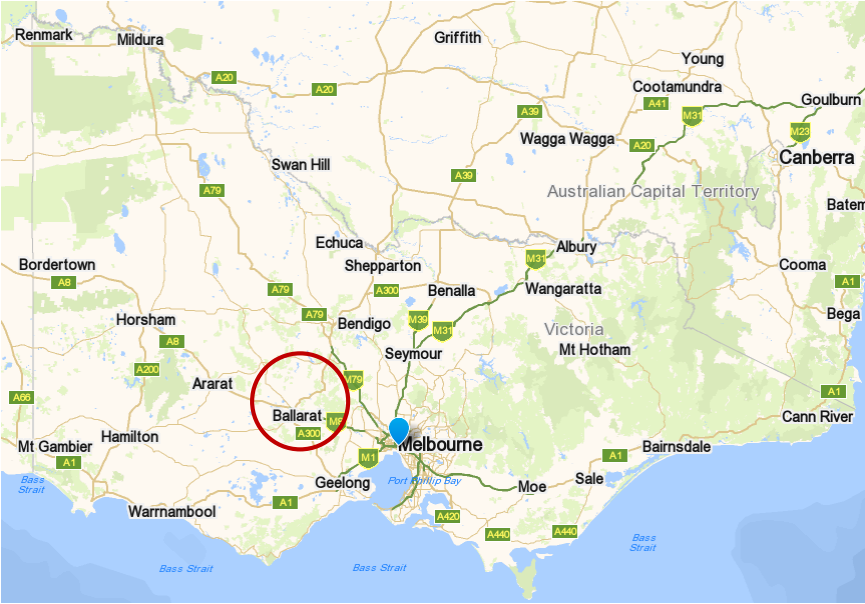 Renmark
Mildura
Griffith
Young
A20
A20
Cootamundra
A41
Goulburn
A39
M31
M23
Wagga Wagga
A20
Canberra
Swan Hill
A39
A79
Australian Capital Territory
Batem
Echuca
Albury
Bordertown
Shepparton
M31
Cooma
A8
A79
A300
Benalla
Wangaratta
A1
Horsham
A79
Bendigo
M39
M31
Victoria
Bega
A8
Seymour
Mt Hotham
A200
Ararat
M79
A66
A1
Ballarat
M8
Cann River
A300
Hamilton
Mt Gambier
Melbourne
Bairnsdale
A1
M1
A1
Bass
Strait
Geelong
Port Phillip Bay
Moe
Sale
Warrnambool
A1
A420
A440
A440
Bass
Strait
Bass Strait
Bass Strait